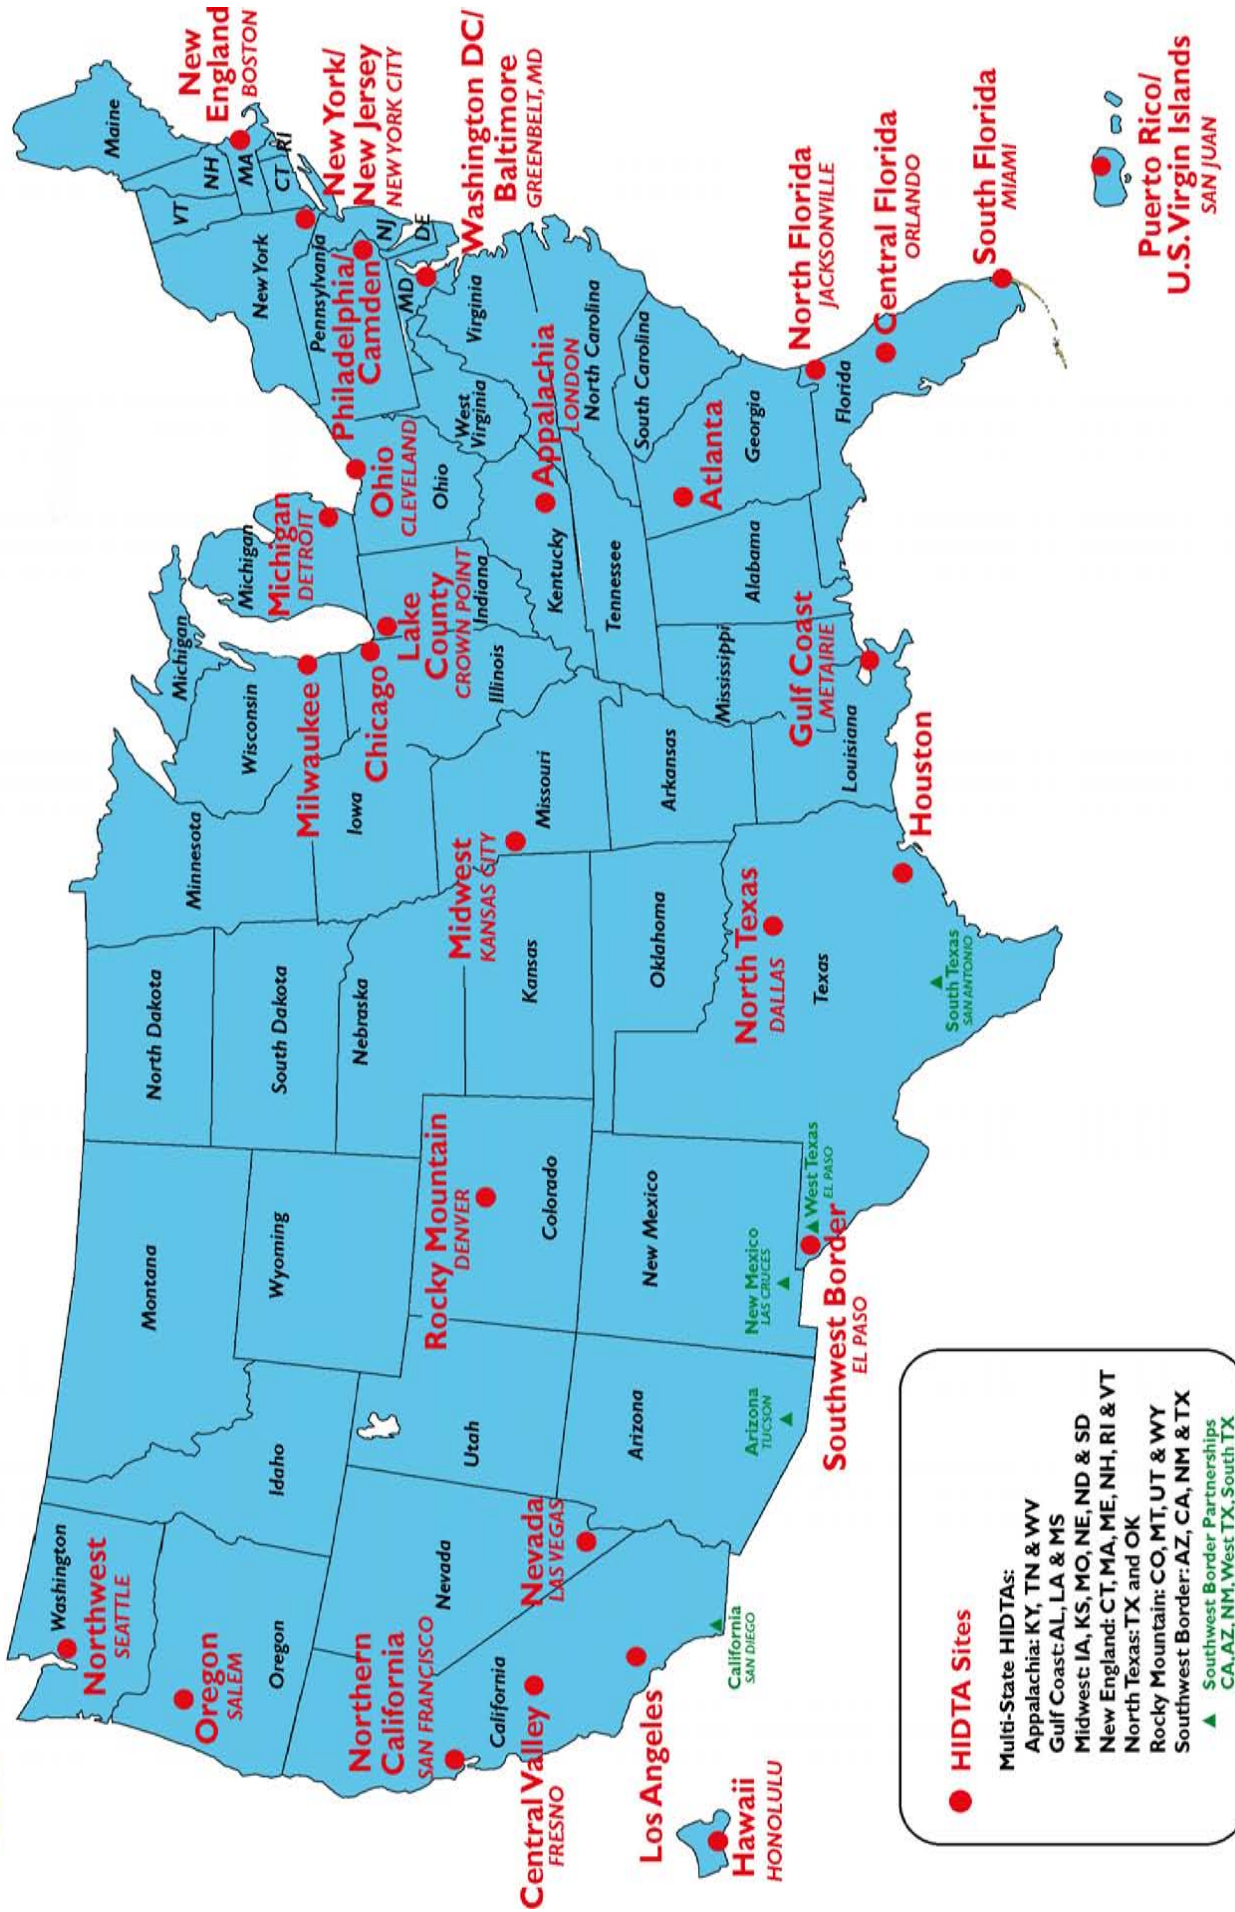 Washington
Northwest
SEATTLE
Oregon
SALEM
Oregon
Northern
California
SAN FRANCISCO
California
Central Valley
FRESNO
Los Angeles
Hawaii
HONOLULU
California
SAN DIEGO
Nevada
Nevada
LAS VEGAS
Idaho
Utah
Arizona
Arizona
TUCSON
Montana
Wyoming
Rocky Mountain
DENVER
Colorado
New Mexico
New Mexico
LAS CRUCES
Southwest Border
EL PASO
West Texas
EL PASO
North Dakota
South Dakota
Nebraska
Kansas
Midwest
KANSAS CITY
Oklahoma
North Texas
DALLAS
Texas
South Texas
SAN ANTONIO
Houston
Minnesota
Iowa
Missouri
Arkansas
Louisiana
Gulf Coast
METAIRIE
Mississippi
Alabama
Wisconsin
Milwaukee
Chicago
Illinois
Lake
County
CROWN POINT
Indiana
Michigan
Michigan
Michigan
DETROIT
Ohio
CLEVELAND
Ohio
Kentucky
Tennessee
Appalachia
LONDON
West
Virginia
Virginia
North Carolina
South Carolina
Atlanta
Georgia
Florida
North Florida
JACKSONVILLE
Central Florida
ORLANDO
South Florida
MIAMI
Puerto Rico/
U.S. Virgin Islands
SAN JUAN
Maine
NH
VT
MA
CT
RI
New
England
BOSTON
New York
New York/
New Jersey
NEW YORK CITY
Pennsylvania
Philadelphia/
Camden
NJ
DE
MD
Washington DC/
Baltimore
GREENBELT, MD
HIDTA Sites
Multi-State HIDTAs:
Appalachia: KY, TN & WV
Gulf Coast: AL, LA & MS
Midwest: IA, KS, MO, NE, ND & SD
New England: CT, MA, ME, NH, RI & VT
North Texas: TX and OK
Rocky Mountain: CO, MT, UT & WY
Southwest Border: AZ, CA, NM & TX
Southwest Border Partnerships
CA, AZ, NM, West TX, South TX